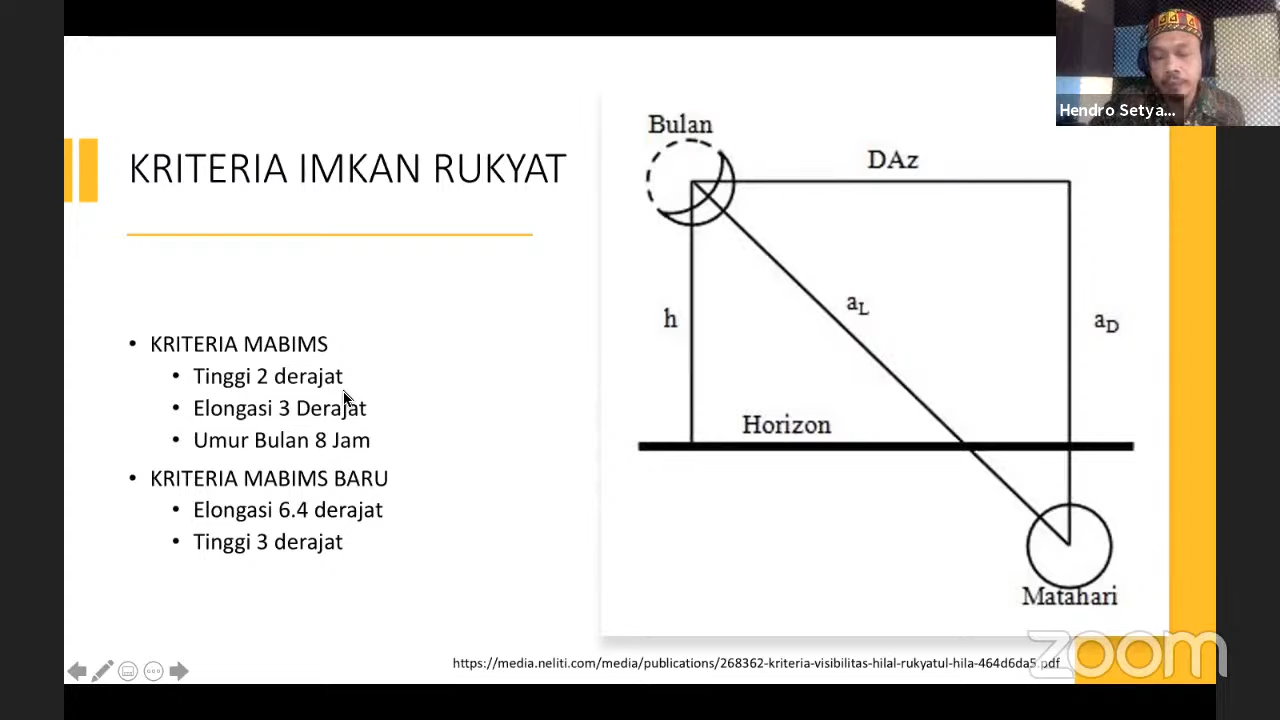 Hendro Setya...
KRITERIA IMKAN RUKYAT
• KRITERIA MABIMS
• Tinggi 2 derajat
• Elongasi 3 Derajat
• Umur Bulan 8 Jam
• KRITERIA MABIMS BARU
• Elongasi 6.4 derajat
• Tinggi 3 derajat
Bulan
DAz
h
aL
aD
Horizon
Matahari
https://media.neliti.com/media/publications/268362-kriteria-visibilitas-hilal-rukyatul-hila-464d6da5.pdf
zoom